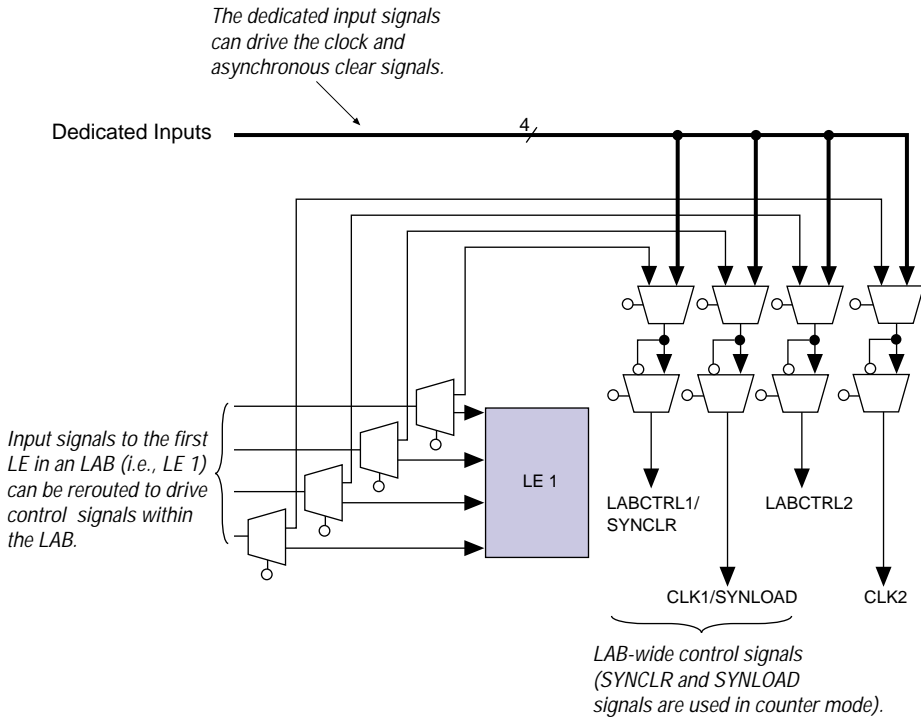 The dedicated input signals
can drive the clock and
asynchronous clear signals.
Dedicated Inputs
4
Input signals to the first
LE in an LAB (i.e., LE 1)
can be rerouted to drive
control signals within
the LAB.
LE 1
LABCTRL1/
SYNCLR
LABCTRL2
CLK1/SYNLOAD
CLK2
LAB-wide control signals
(SYNCLR and SYNLOAD
signals are used in counter mode).